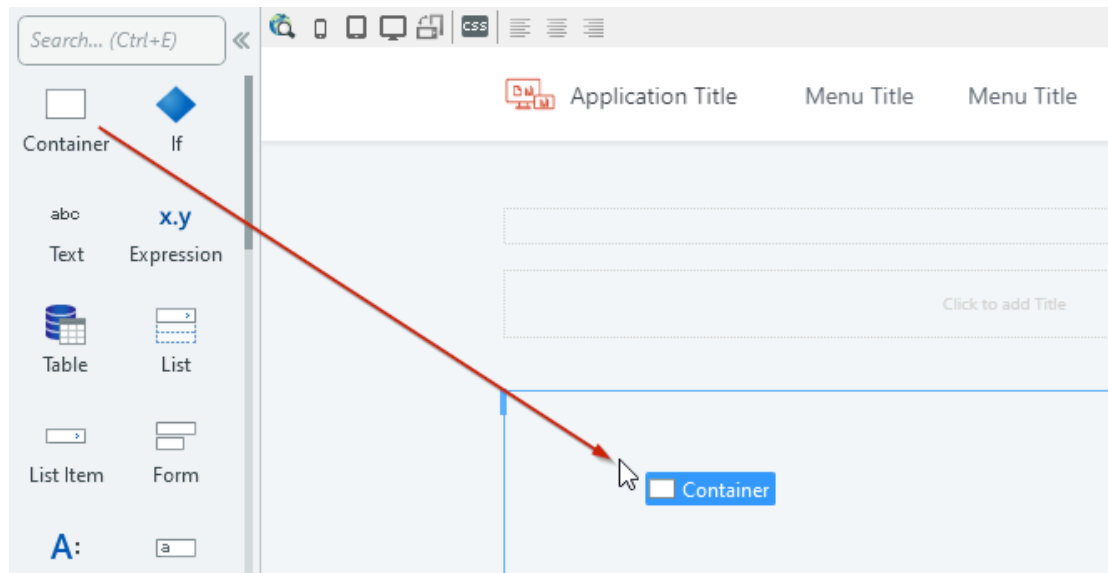 Search... (Ctrl+E)
css
Application Title
Menu Title
Menu Title
Container
If
abc
x.y
Text
Expression
Click to add Title
Table
List
List Item
Form
Container
A:
a